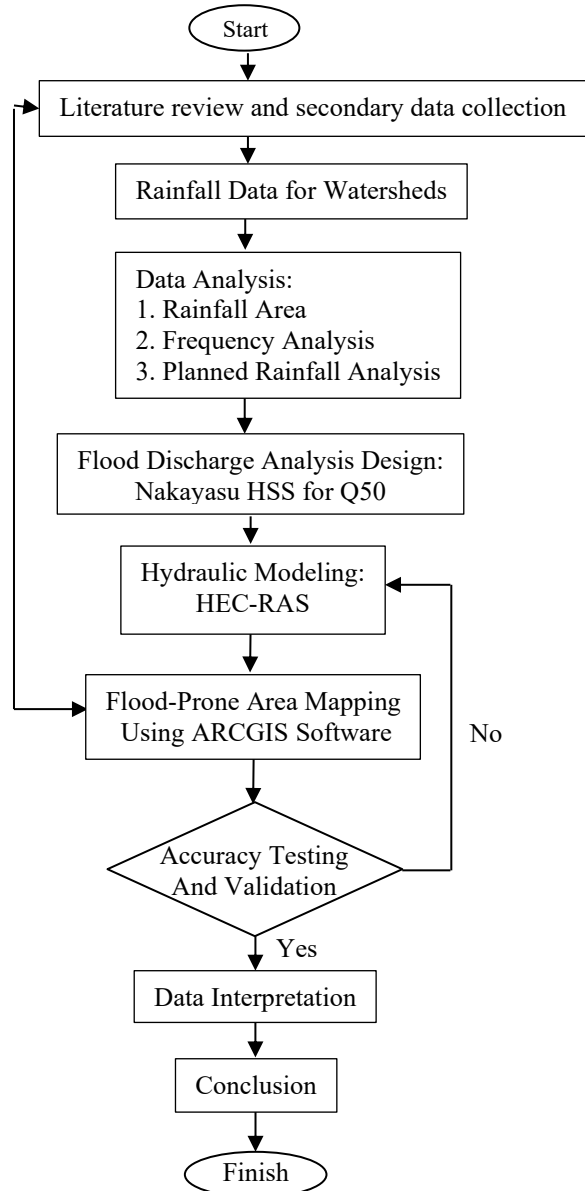 Start
Literature review and secondary data collection
Rainfall Data for Watersheds
Data Analysis:
1. Rainfall Area
2. Frequency Analysis
3. Planned Rainfall Analysis
Flood Discharge Analysis Design:
Nakayasu HSS for Q50
Hydraulic Modeling:
HEC-RAS
Flood-Prone Area Mapping
Using ARCGIS Software
No
Accuracy Testing
And Validation
Yes
Data Interpretation
Conclusion
Finish